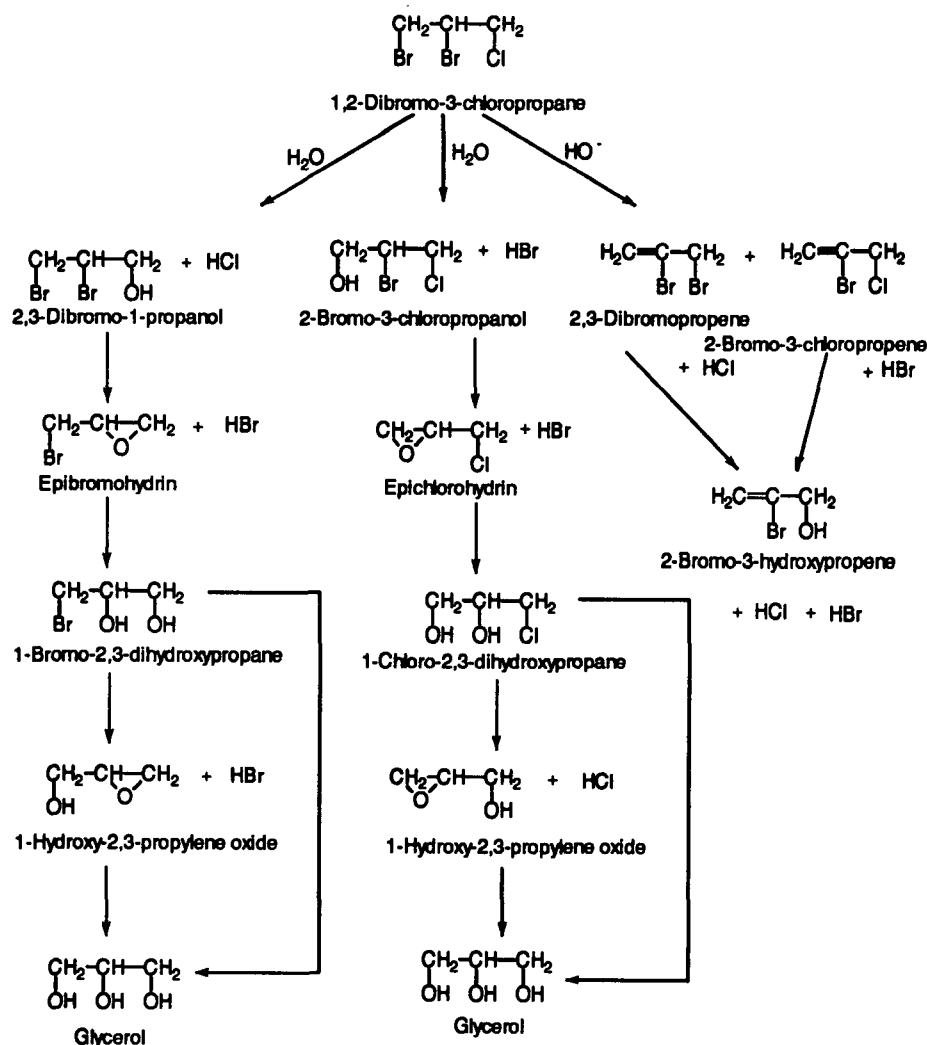 CH₂-CH-CH₂
Br Br Cl
1,2-Dibromo-3-chloropropane
H₂O H₂O HO⁻
CH₂-CH-CH₂ + HCl
Br Br OH
2,3-Dibromo-1-propanol
CH₂-CH-CH₂ + HBr
OH Br Cl
2-Bromo-3-chloropropanol
H₂C=C-CH₂ + H₂C=C-CH₂
Br Br Br Cl
2,3-Dibromopropene
2-Bromo-3-chloropropene
+ HCl + HBr
CH₂-CH-CH₂ + HBr
Br O
Epibromohydrin
CH₂-CH-CH₂ + HBr
O Cl
Epichlorohydrin
H₂C=C-CH₂
Br OH
2-Bromo-3-hydroxypropene
+ HCl + HBr
CH₂-CH-CH₂
Br OH OH
1-Bromo-2,3-dihydroxypropane
CH₂-CH-CH₂
OH OH Cl
1-Chloro-2,3-dihydroxypropane
CH₂-CH-CH₂ + HBr
OH O
1-Hydroxy-2,3-propylene oxide
CH₂-CH-CH₂ + HCl
O OH
1-Hydroxy-2,3-propylene oxide
CH₂-CH-CH₂
OH OH OH
Glycerol
CH₂-CH-CH₂
OH OH OH
Glycerol